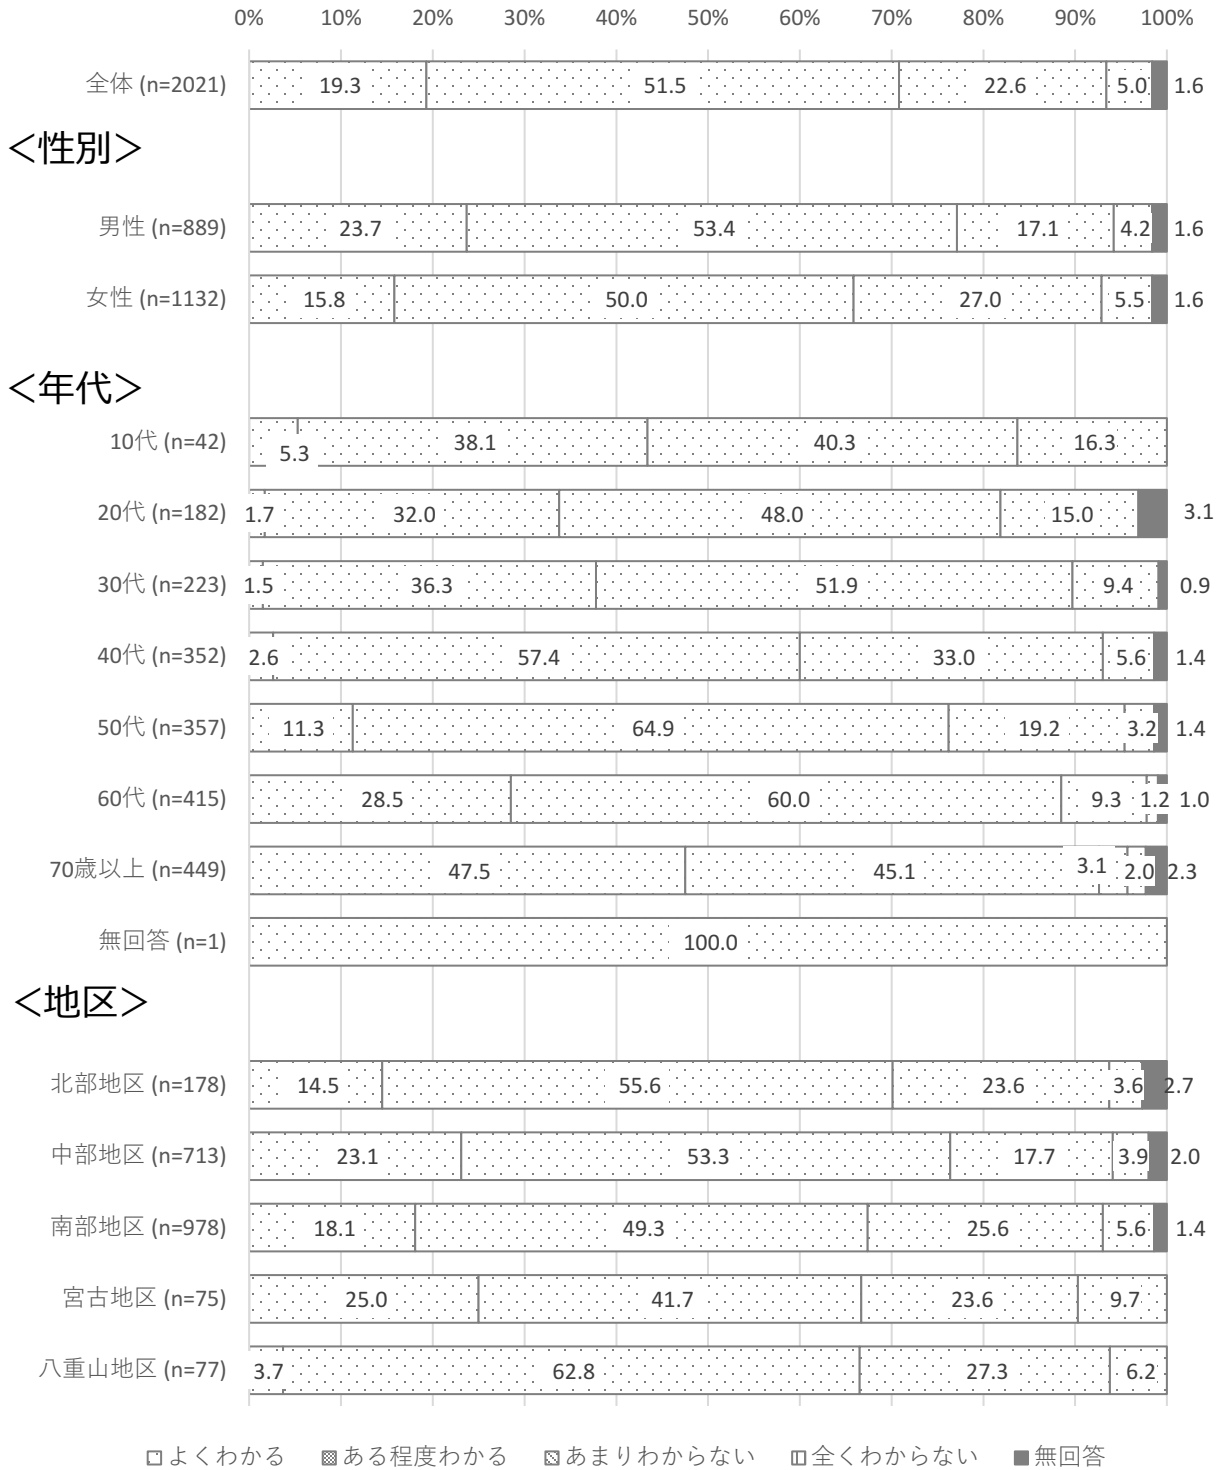 0% 10% 20% 30% 40% 50% 60% 70% 80% 90% 100%
全体 (n=2021) 19.3 51.5 22.6 5.0 1.6
＜性別＞
男性 (n=889) 23.7 53.4 17.1 4.2 1.6
女性 (n=1132) 15.8 50.0 27.0 5.5 1.6
＜年代＞
10代 (n=42) 5.3 38.1 40.3 16.3
20代 (n=182) 1.7 32.0 48.0 15.0 3.1
30代 (n=223) 1.5 36.3 51.9 9.4 0.9
40代 (n=352) 2.6 57.4 33.0 5.6 1.4
50代 (n=357) 11.3 64.9 19.2 3.2 1.4
60代 (n=415) 28.5 60.0 9.3 1.2 1.0
70歳以上 (n=449) 47.5 45.1 3.1 2.0 2.3
無回答 (n=1) 100.0
＜地区＞
北部地区 (n=178) 14.5 55.6 23.6 3.6 2.7
中部地区 (n=713) 23.1 53.3 17.7 3.9 2.0
南部地区 (n=978) 18.1 49.3 25.6 5.6 1.4
宮古地区 (n=75) 25.0 41.7 23.6 9.7
八重山地区 (n=77) 3.7 62.8 27.3 6.2
よくわかる ある程度わかる あまりわからない 全くわからない 無回答